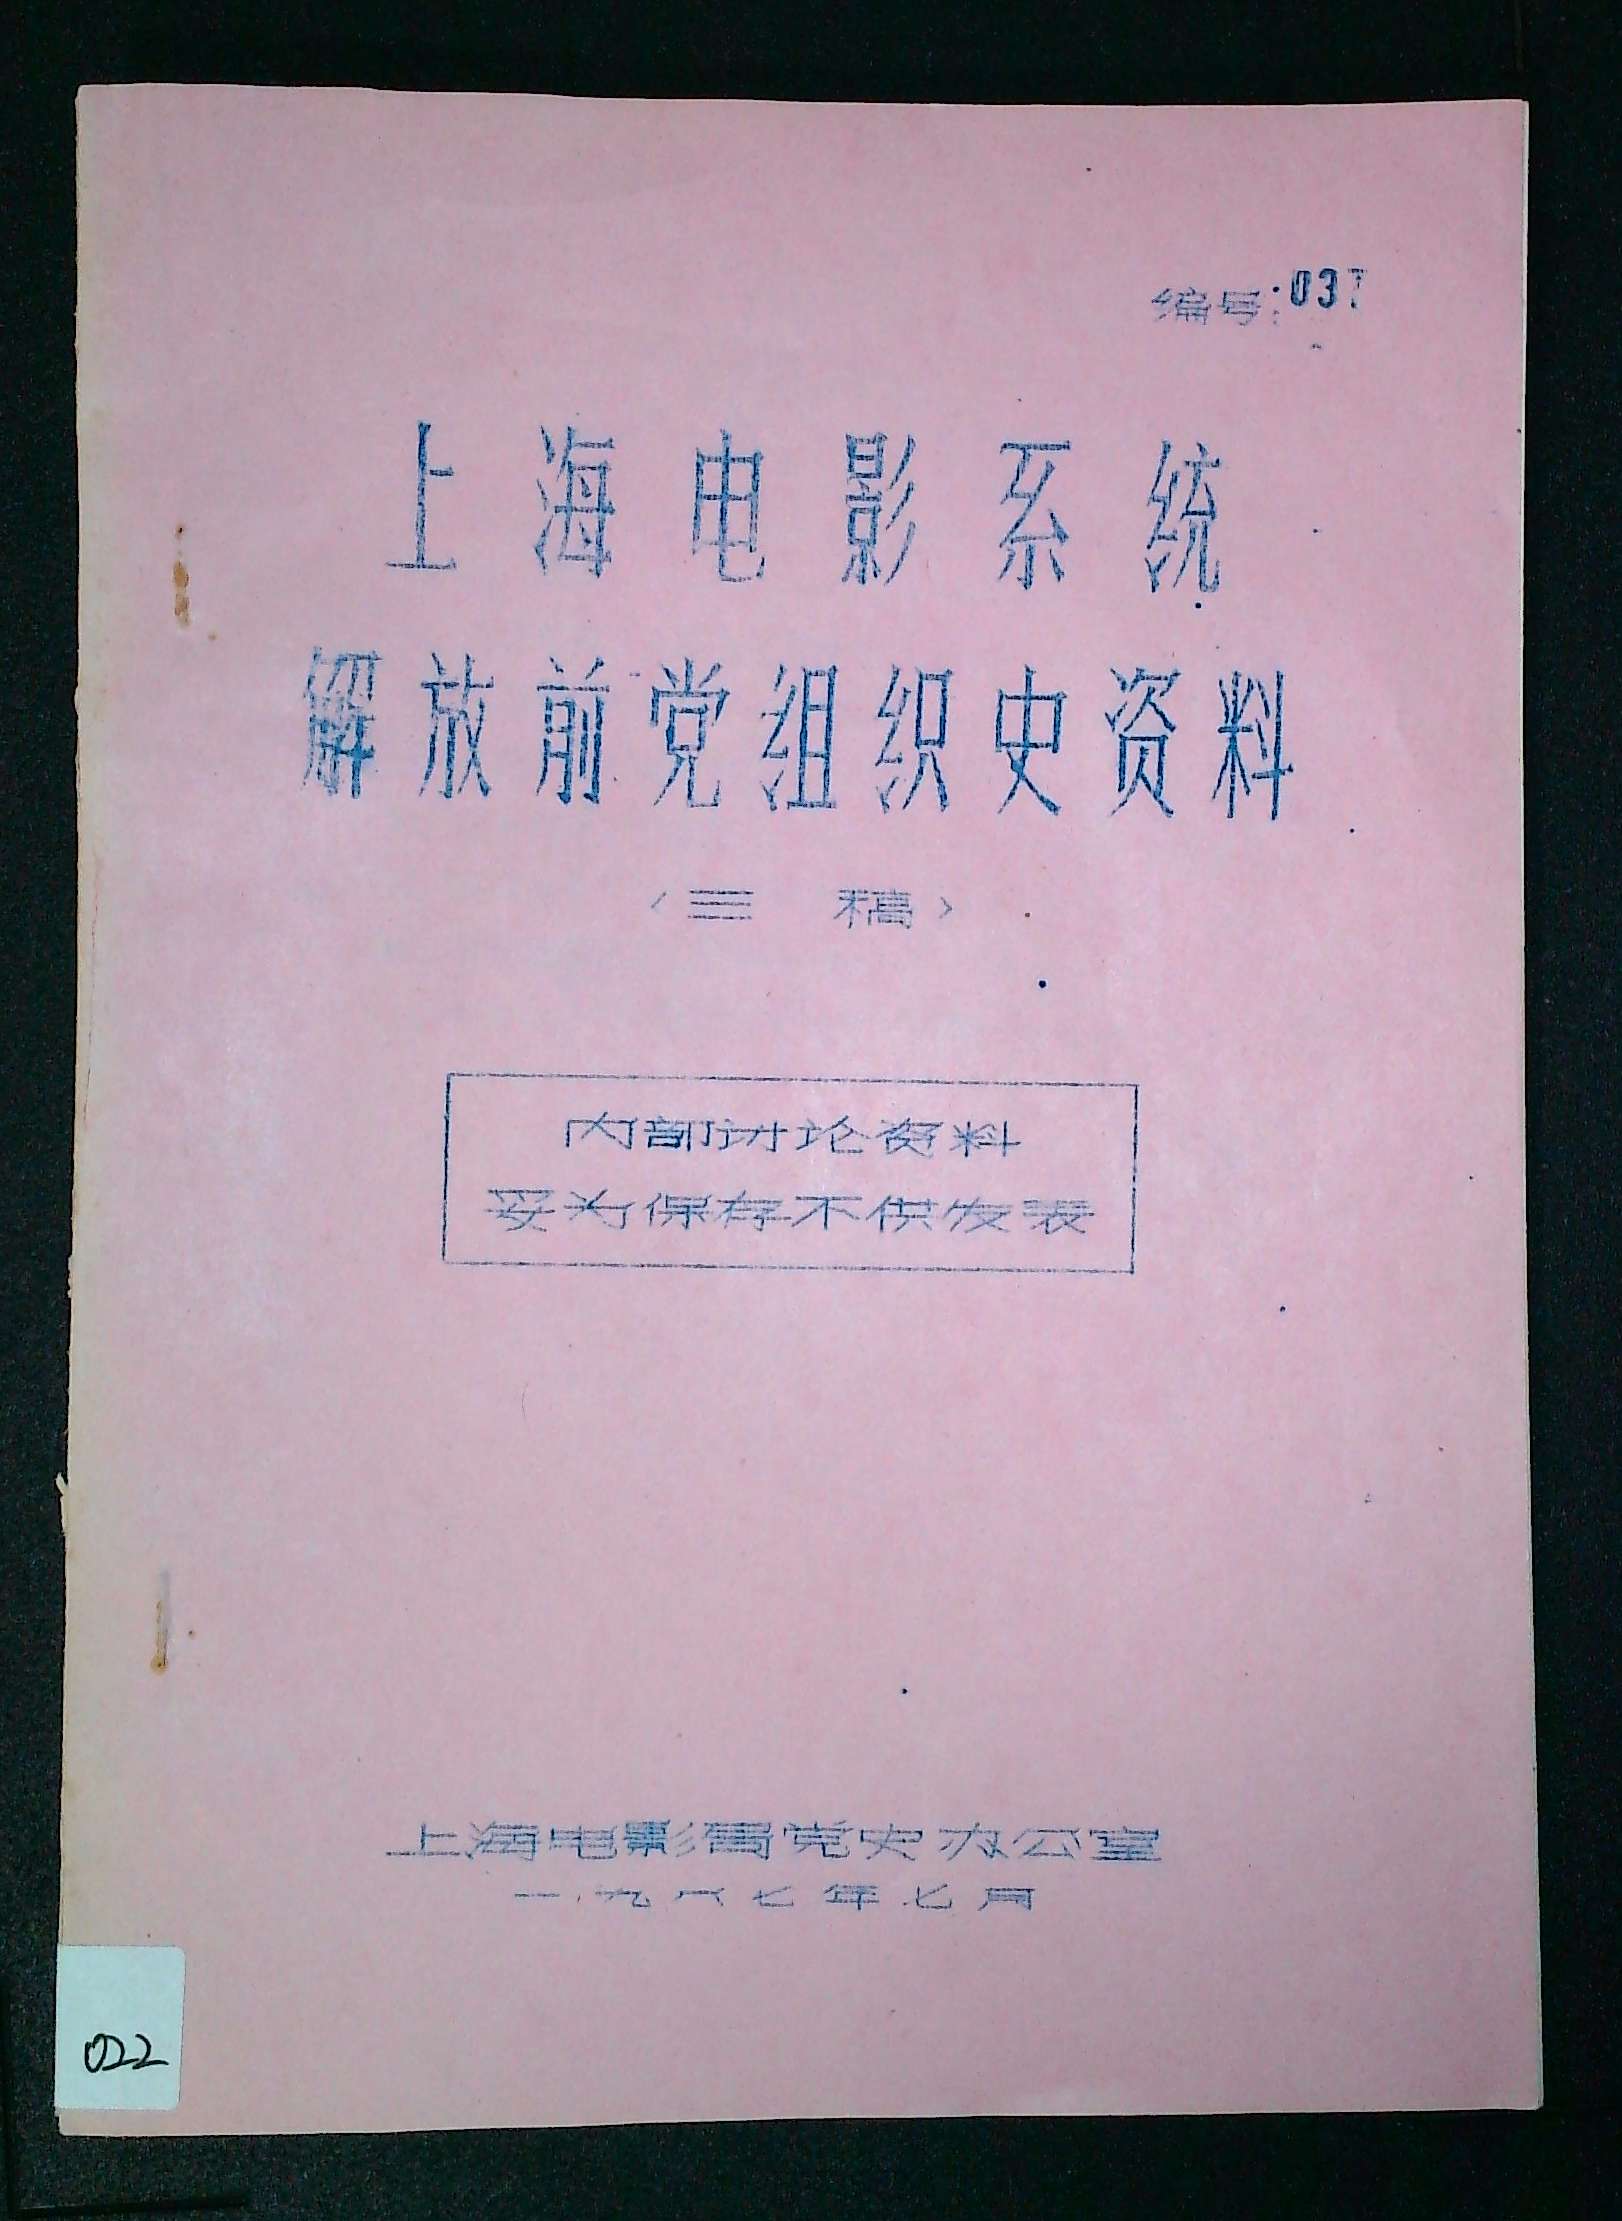 编号:037
上海电影系统
解放前党组织史资料
〈三 稿〉
内部讨论资料
妥为保存不供发表
上海电影局党史办公室
一九八七年七月
022